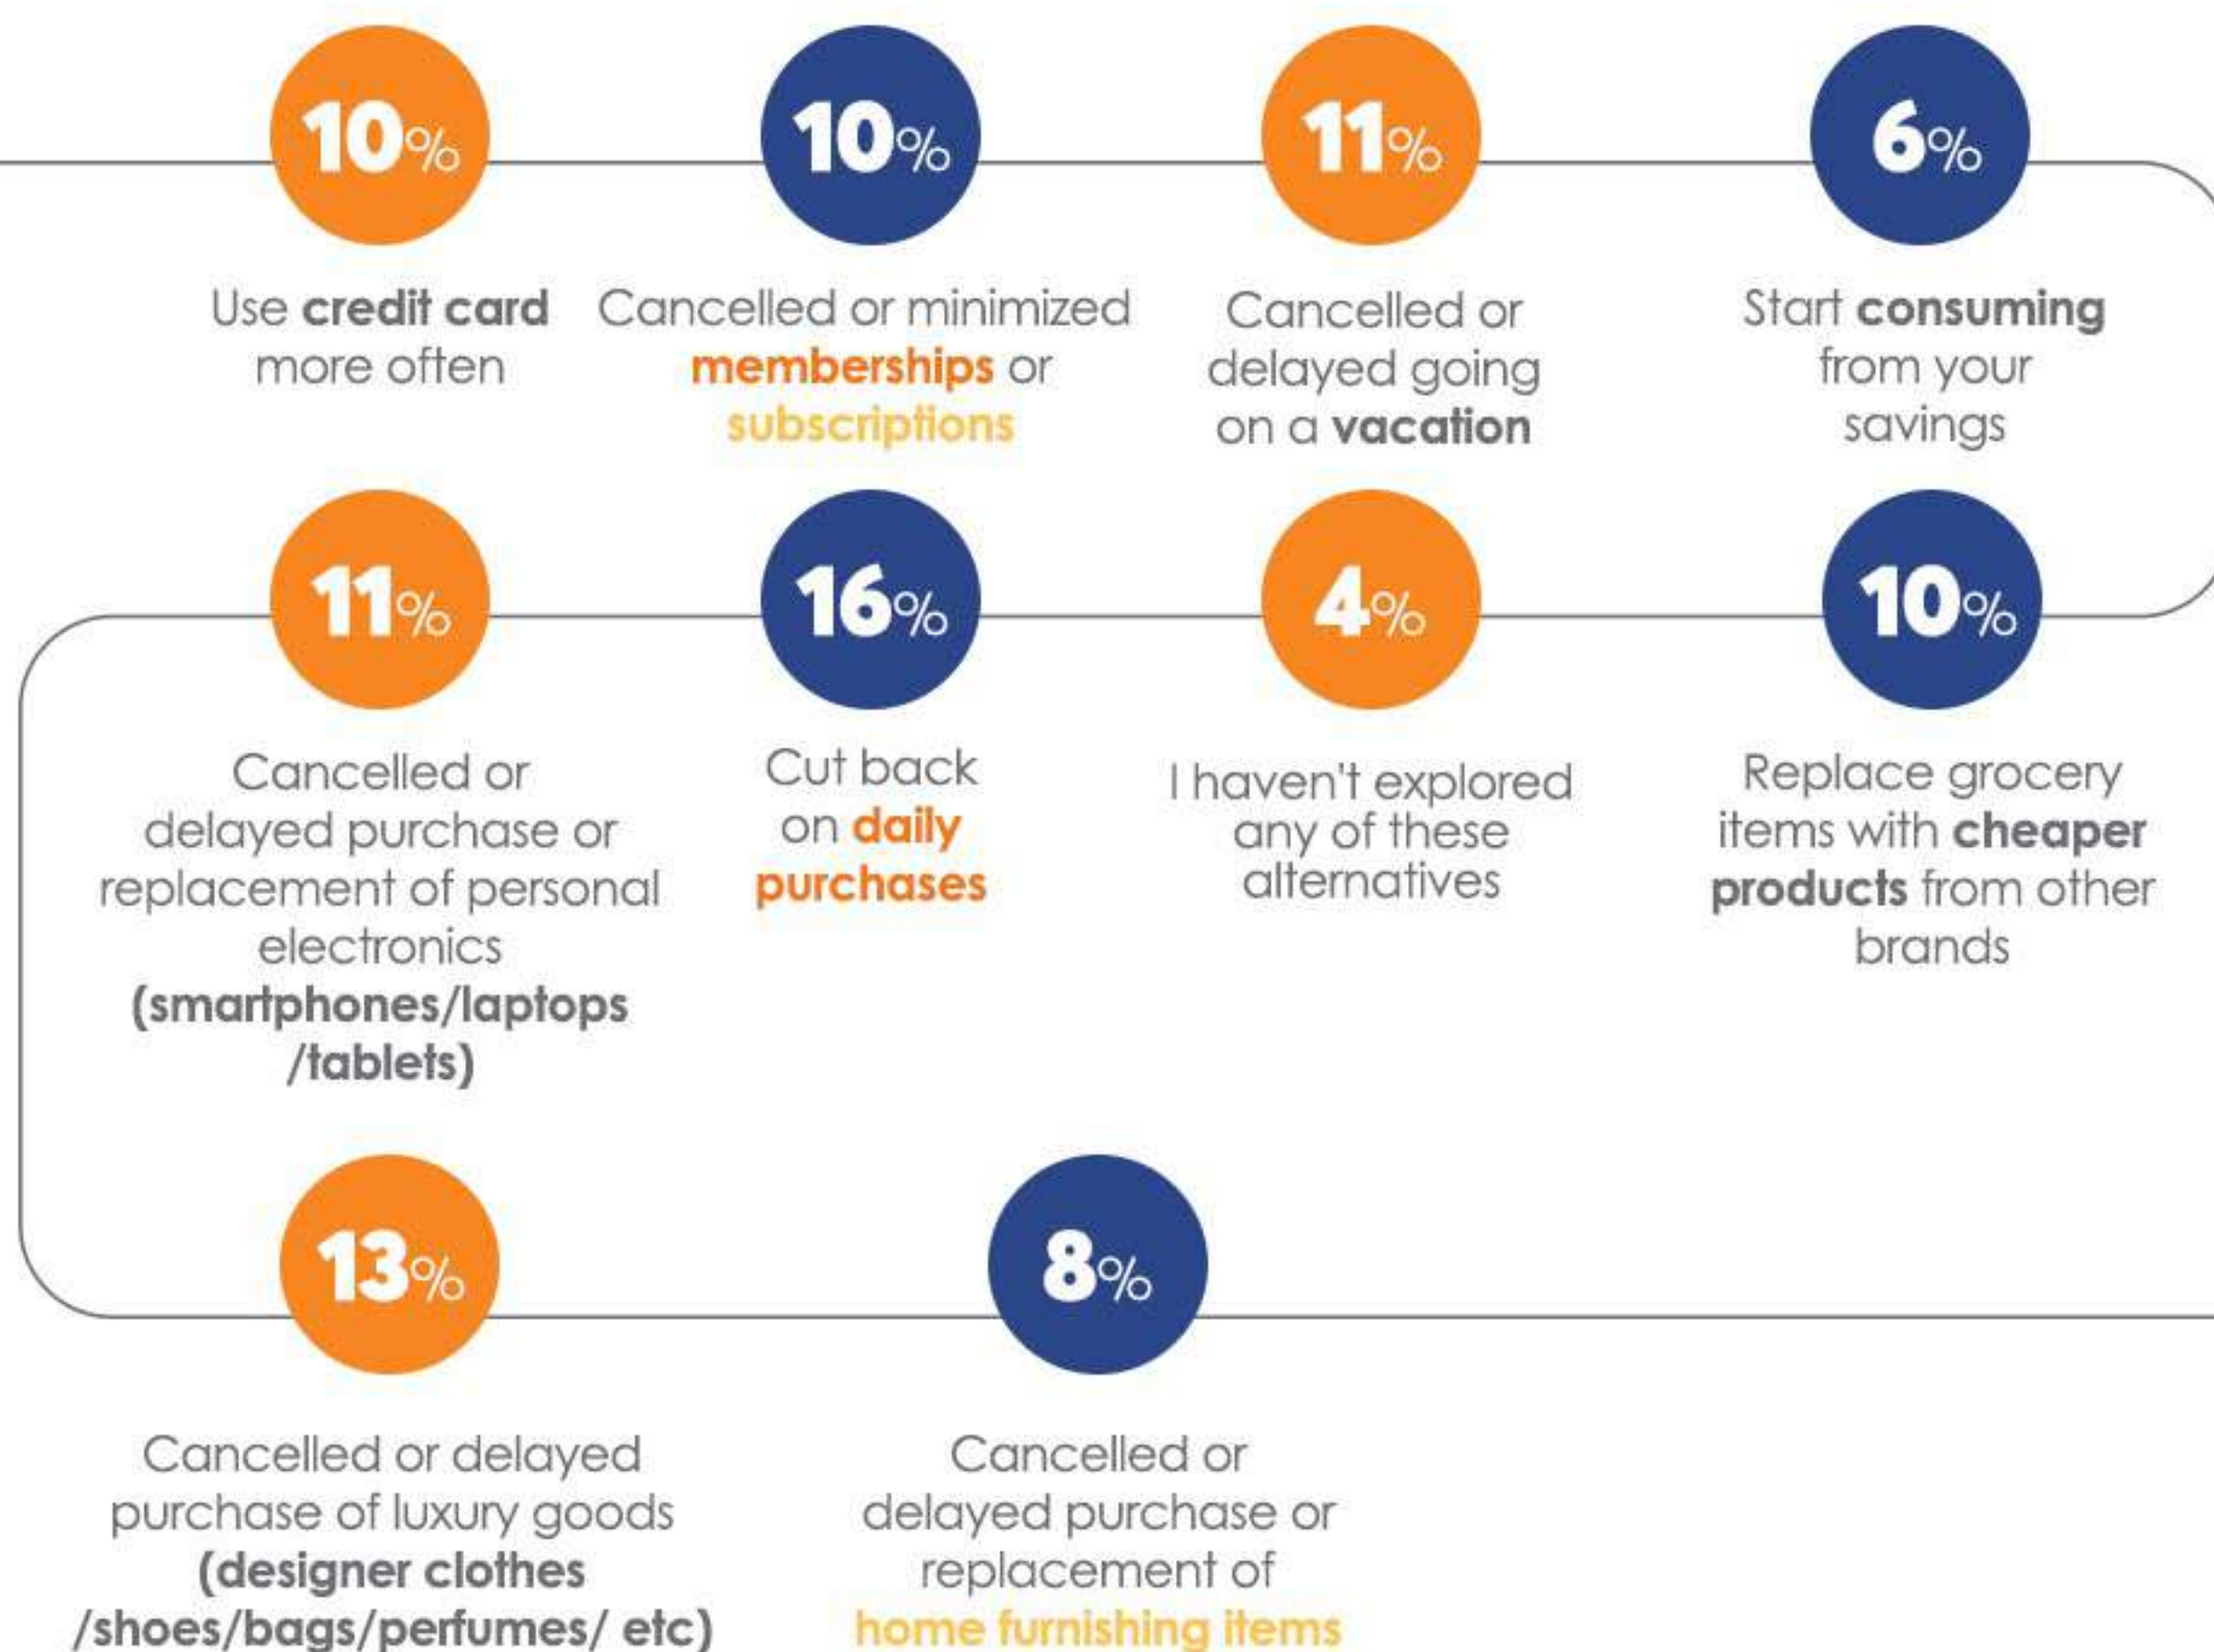 10%
Use credit card
more often
10%
Cancelled or minimized
memberships or
subscriptions
11%
Cancelled or
delayed going
on a vacation
6%
Start consuming
from your
savings
11%
Cancelled or
delayed purchase or
replacement of personal
electronics
(smartphones/laptops
/tablets)
16%
Cut back
on daily
purchases
4%
I haven't explored
any of these
alternatives
10%
Replace grocery
items with cheaper
products from other
brands
13%
Cancelled or delayed
purchase of luxury goods
(designer clothes
/shoes/bags/perfumes/ etc)
8%
Cancelled or
delayed purchase or
replacement of
home furnishing items